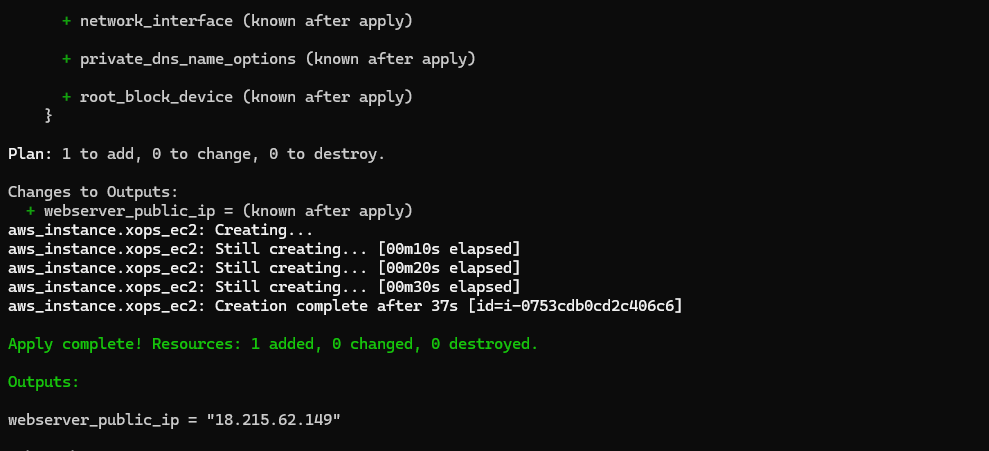 + network_interface (known after apply)
+ private_dns_name_options (known after apply)
+ root_block_device (known after apply)
}
Plan: 1 to add, 0 to change, 0 to destroy.
Changes to Outputs:
+ webserver_public_ip = (known after apply)
aws_instance.xops_ec2: Creating...
aws_instance.xops_ec2: Still creating... [00m10s elapsed]
aws_instance.xops_ec2: Still creating... [00m20s elapsed]
aws_instance.xops_ec2: Still creating... [00m30s elapsed]
aws_instance.xops_ec2: Creation complete after 37s [id=i-0753cdb0cd2c406c6]
Apply complete! Resources: 1 added, 0 changed, 0 destroyed.
Outputs:
webserver_public_ip = "18.215.62.149"